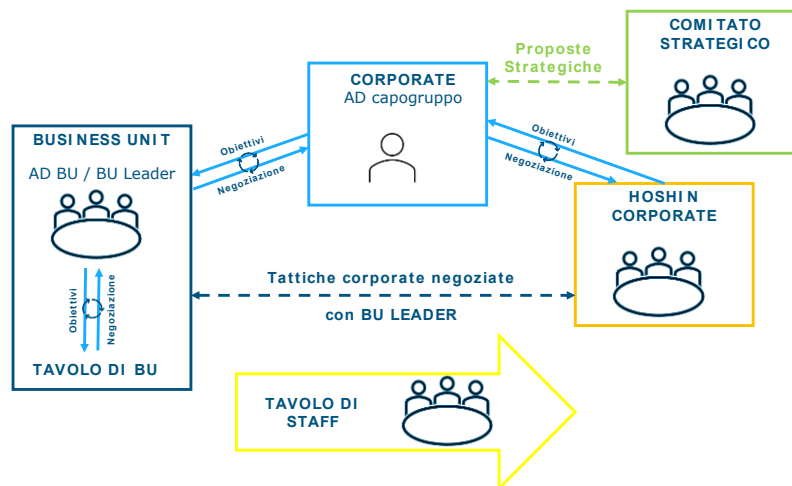 COMITATO
STRATEGICO
Proposte
Strategiche
CORPORATE
AD capogruppo
BUSINESS UNIT
AD BU / BU Leader
Obiettivi
Negoziazione
Obiettivi
Negoziazione
HOSHIN
CORPORATE
Tattiche corporate negoziate
con BU LEADER
Obiettivi
Negoziazione
TAVOLO DI BU
TAVOLO DI
STAFF